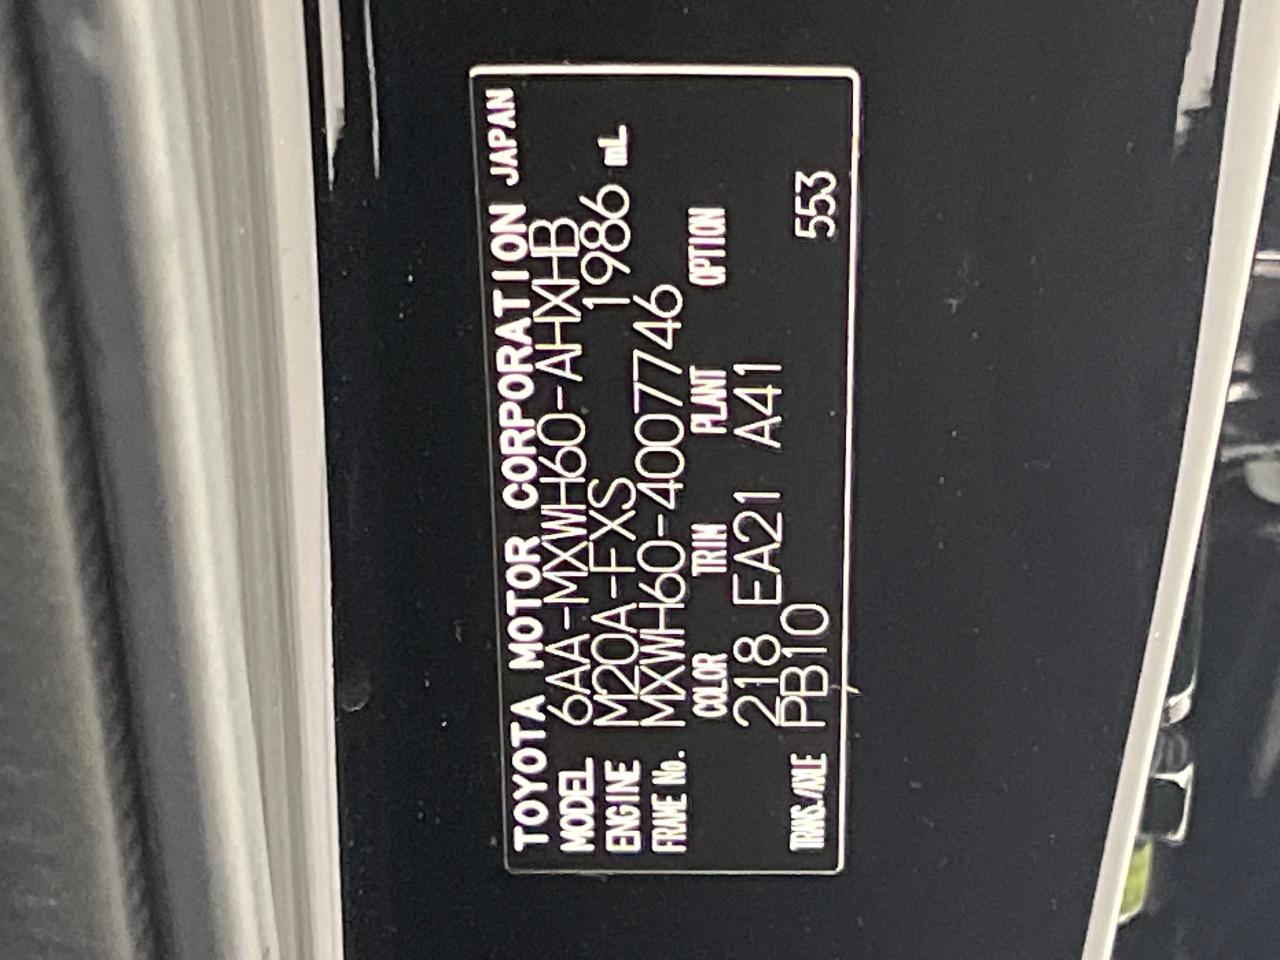 TOYOTA MOTOR CORPORATION JAPAN
MODEL 6AA-MXWH60-AHXHB
ENGINE M20A-FXS 1986 mL
FRAME No. MXWH60-4007746
COLOR TRIM PLANT OPTION
218 EA21 A41
TRANS./AXLE PB10 553